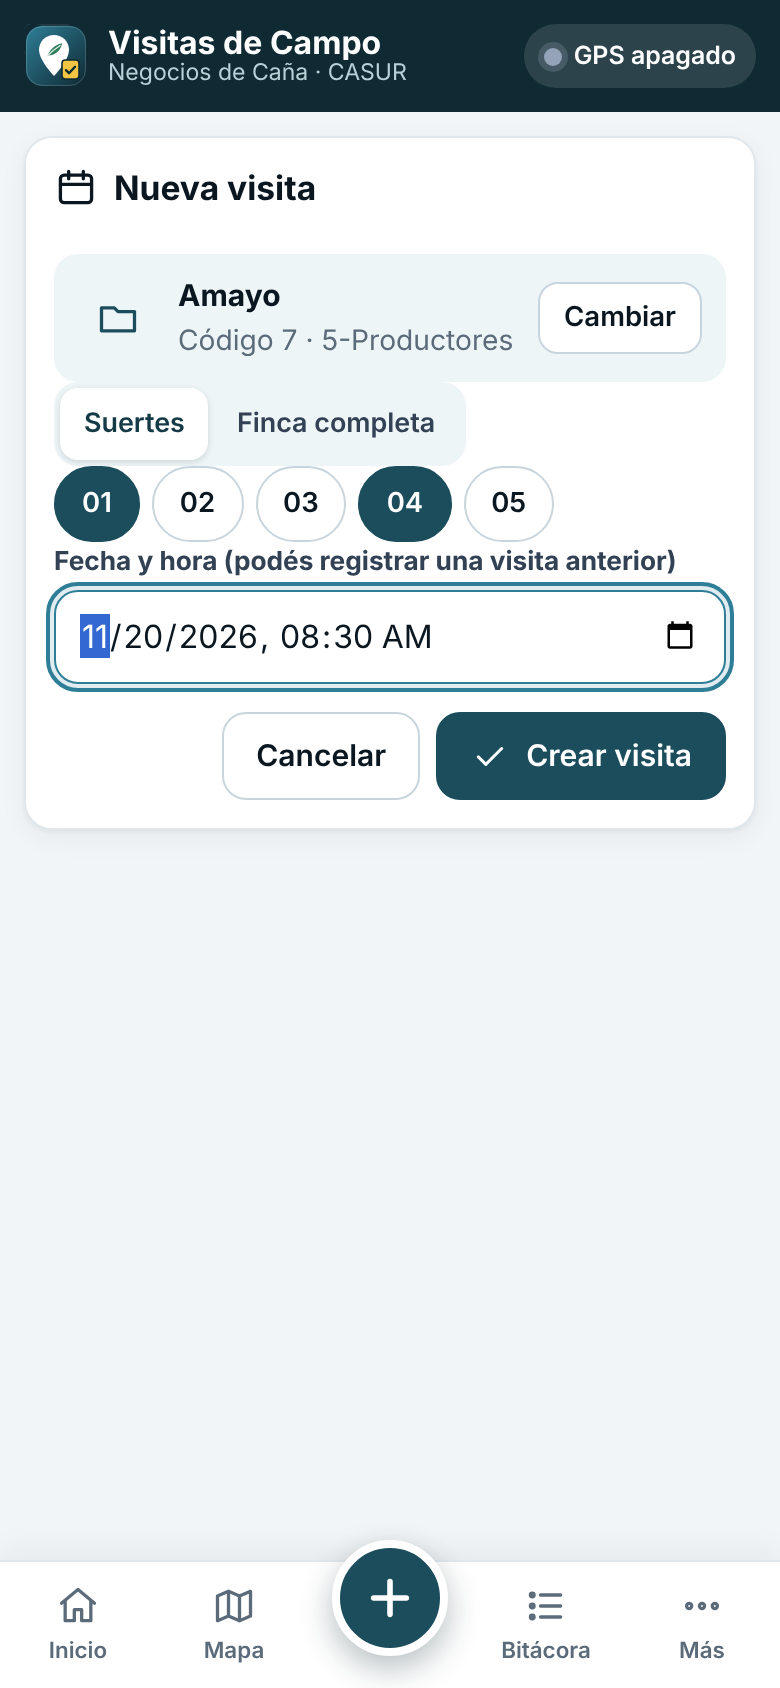 Visitas de Campo
Negocios de Caña · CASUR
GPS apagado
Nueva visita
Amayo
Código 7 · 5-Productores
Cambiar
Suertes
Finca completa
01
02
03
04
05
Fecha y hora (podés registrar una visita anterior)
11/20/2026, 08:30 AM
Cancelar
Crear visita
Inicio
Mapa
Bitácora
Más